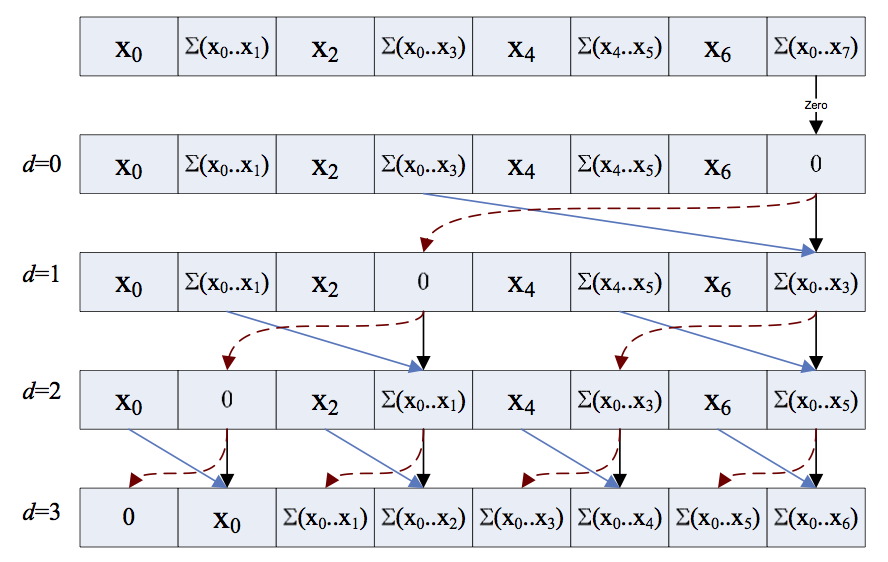 x₀ Σ(x₀..x₁) x₂ Σ(x₀..x₃) x₄ Σ(x₄..x₅) x₆ Σ(x₀..x₇)
Zero
d=0 x₀ Σ(x₀..x₁) x₂ Σ(x₀..x₃) x₄ Σ(x₄..x₅) x₆ 0
d=1 x₀ Σ(x₀..x₁) x₂ 0 x₄ Σ(x₄..x₅) x₆ Σ(x₀..x₃)
d=2 x₀ 0 x₂ Σ(x₀..x₁) x₄ Σ(x₀..x₃) x₆ Σ(x₀..x₅)
d=3 0 x₀ Σ(x₀..x₁) Σ(x₀..x₂) Σ(x₀..x₃) Σ(x₀..x₄) Σ(x₀..x₅) Σ(x₀..x₆)